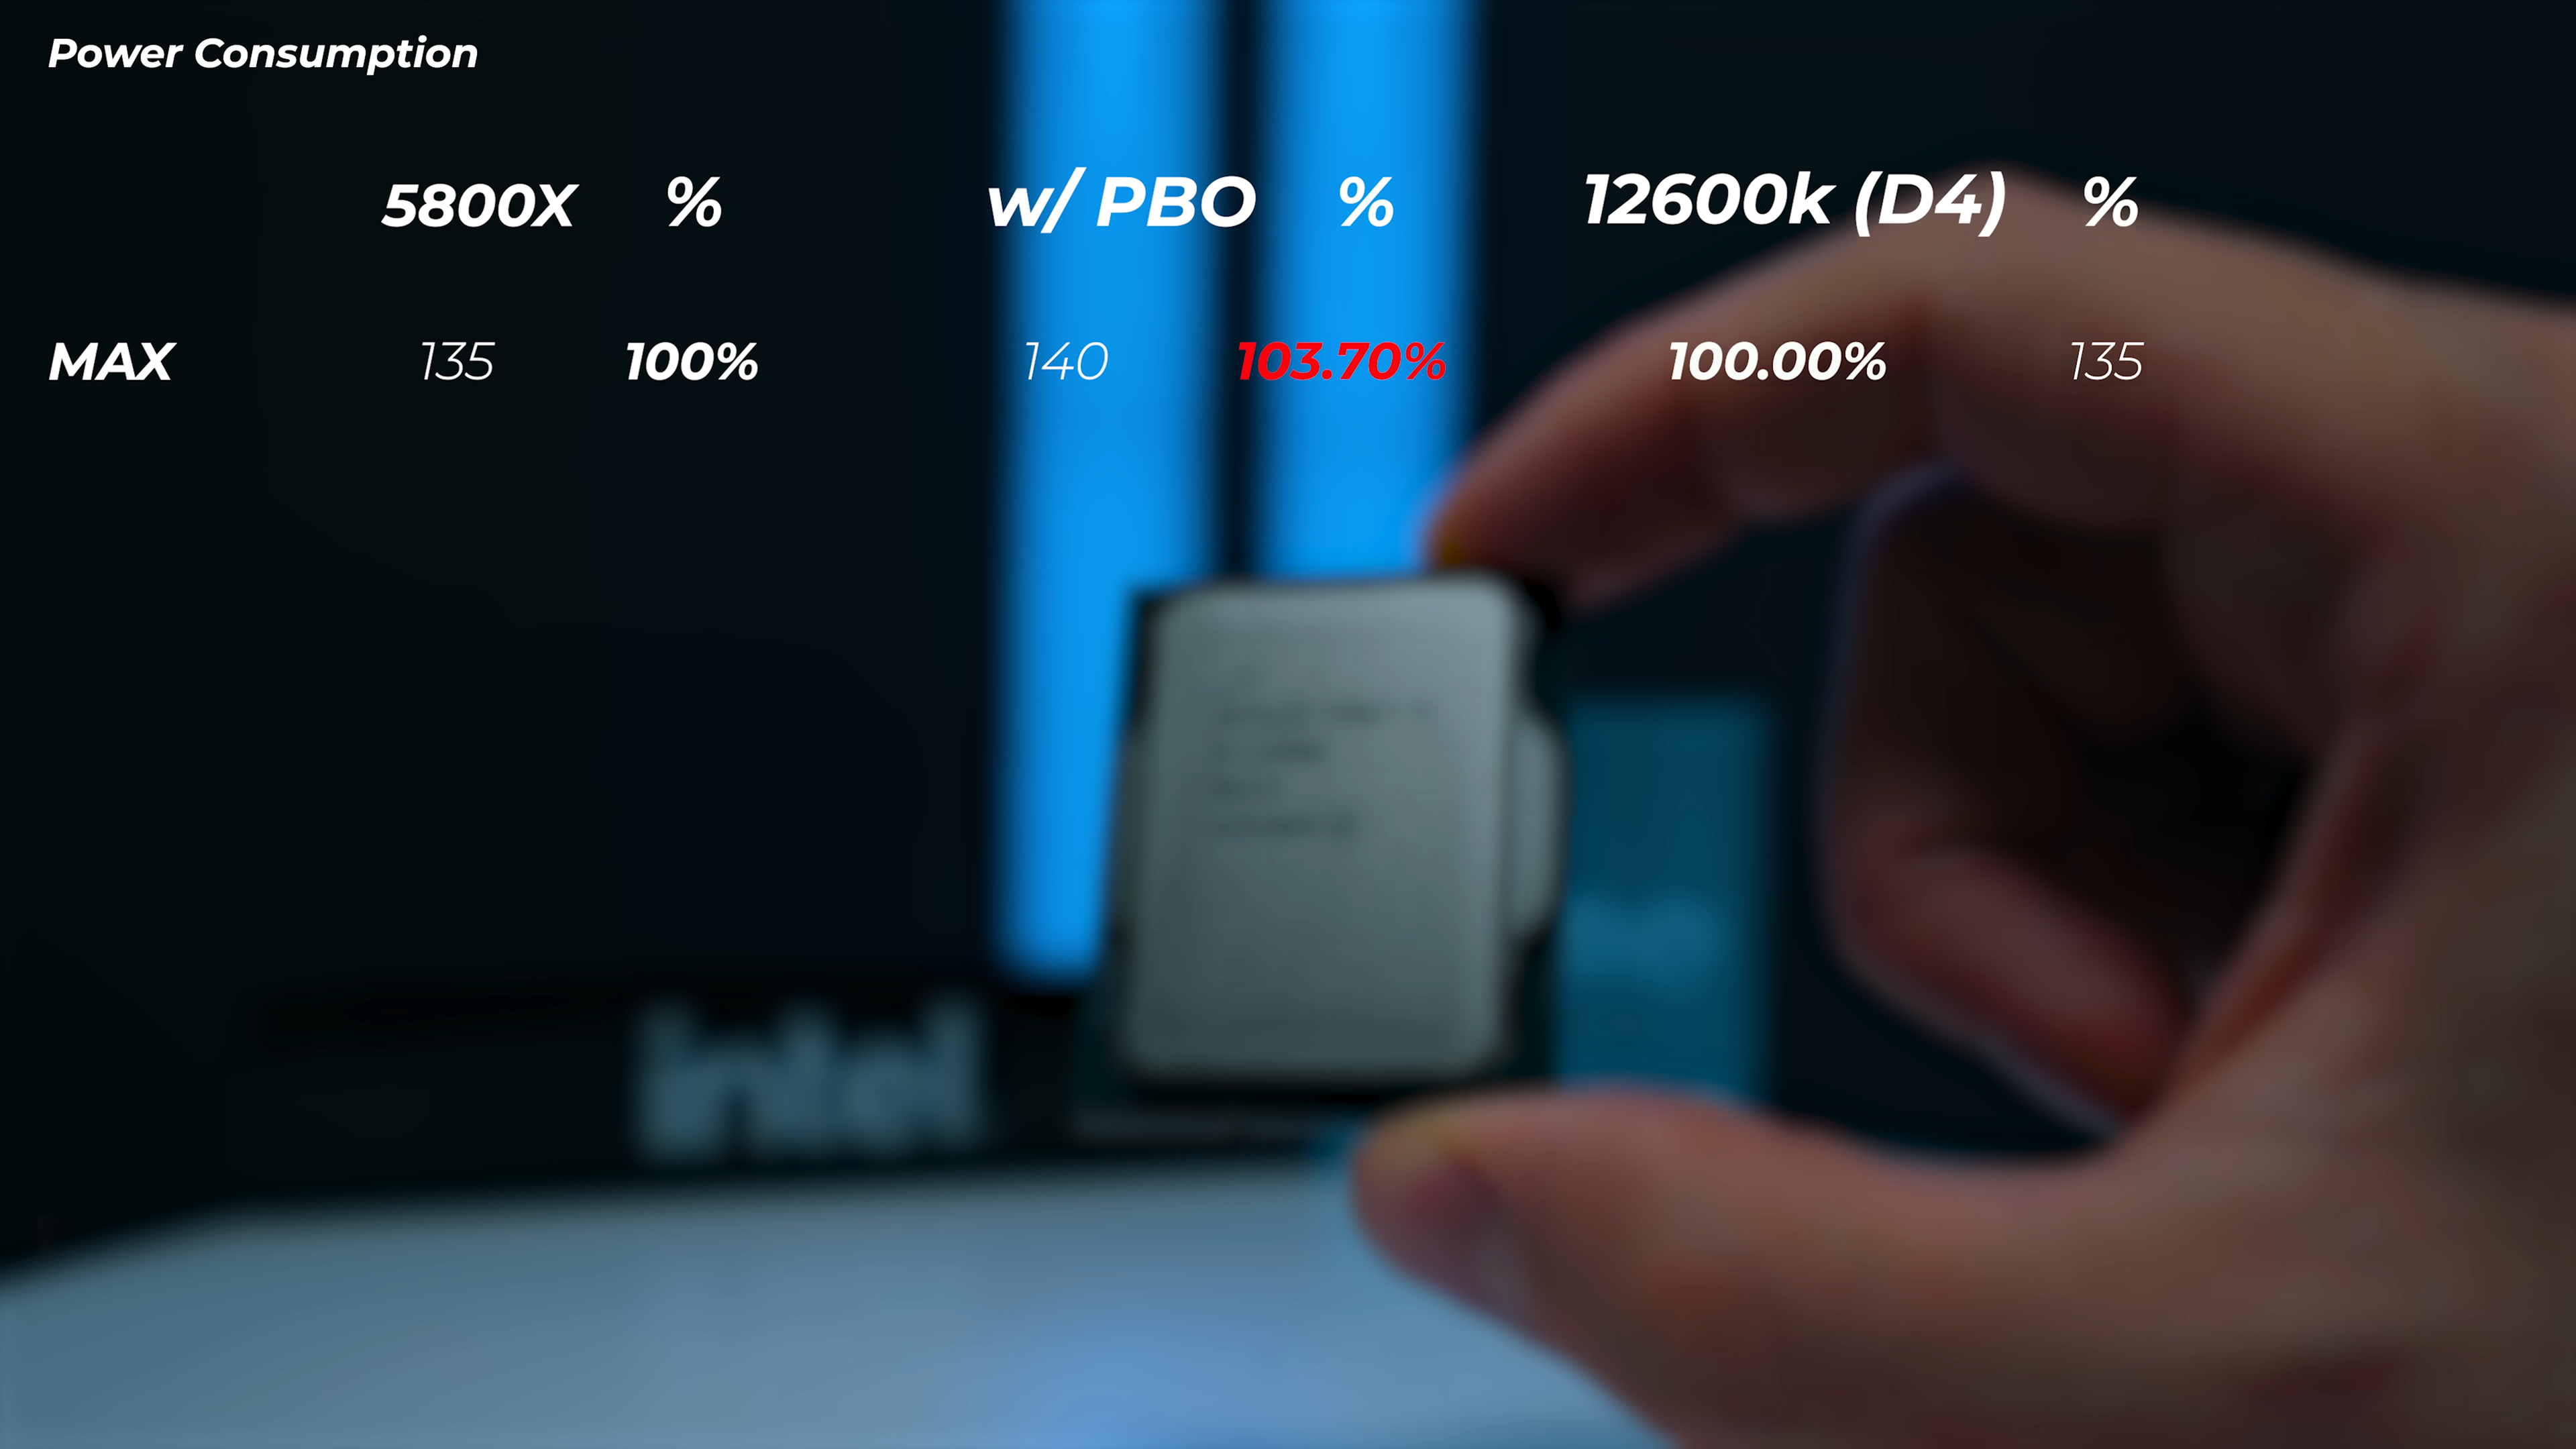 Power Consumption
5800X % w/ PBO % 12600k (D4) %
MAX 135 100% 140 103.70% 100.00% 135
intel